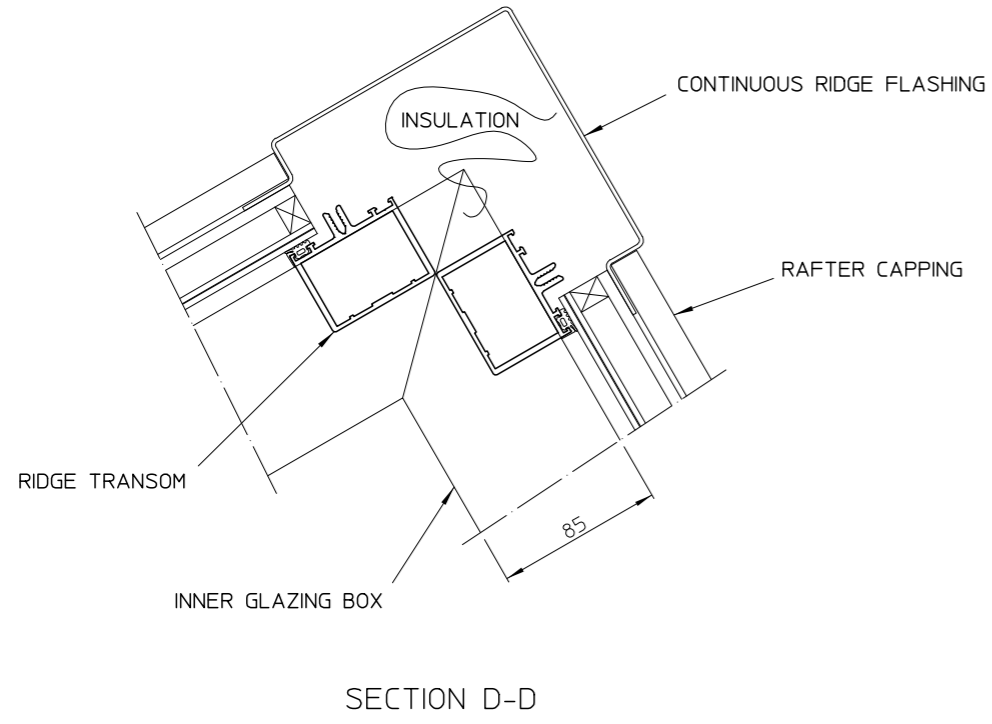 CONTINUOUS RIDGE FLASHING
INSULATION
RAFTER CAPPING
RIDGE TRANSOM
85
INNER GLAZING BOX
SECTION D-D